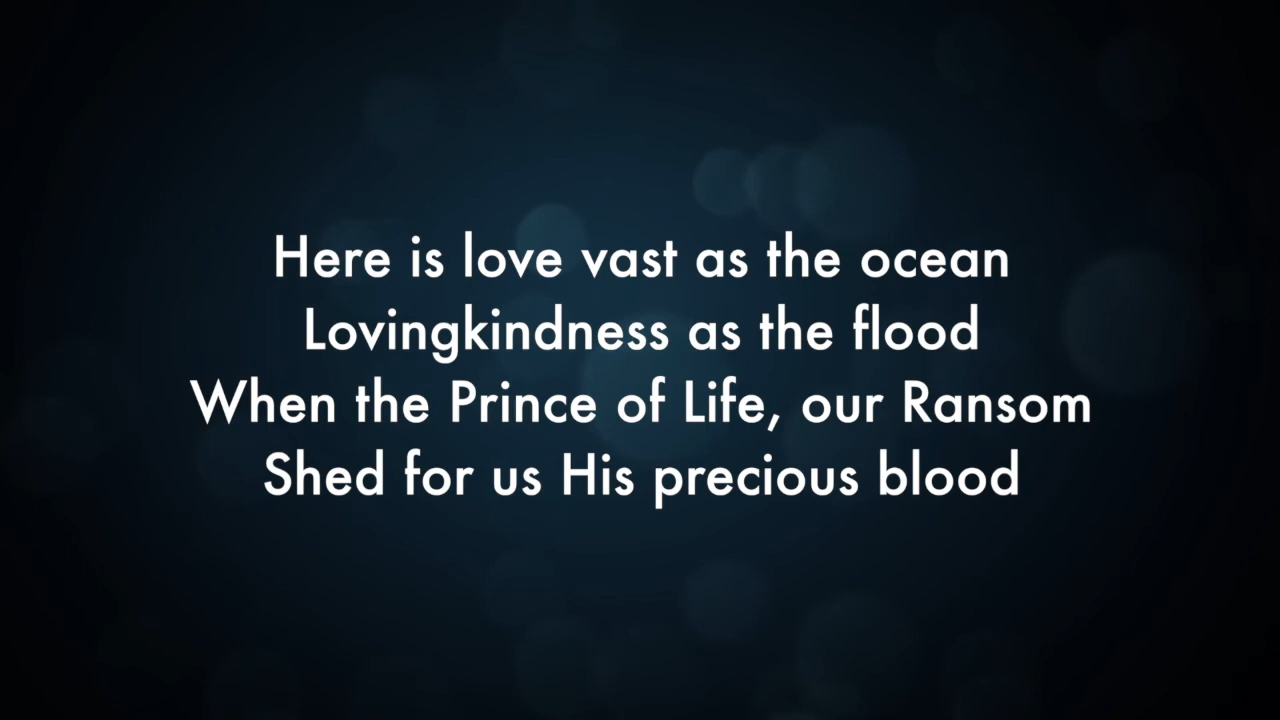 Here is love vast as the ocean
Lovingkindness as the flood
When the Prince of Life, our Ransom
Shed for us His precious blood